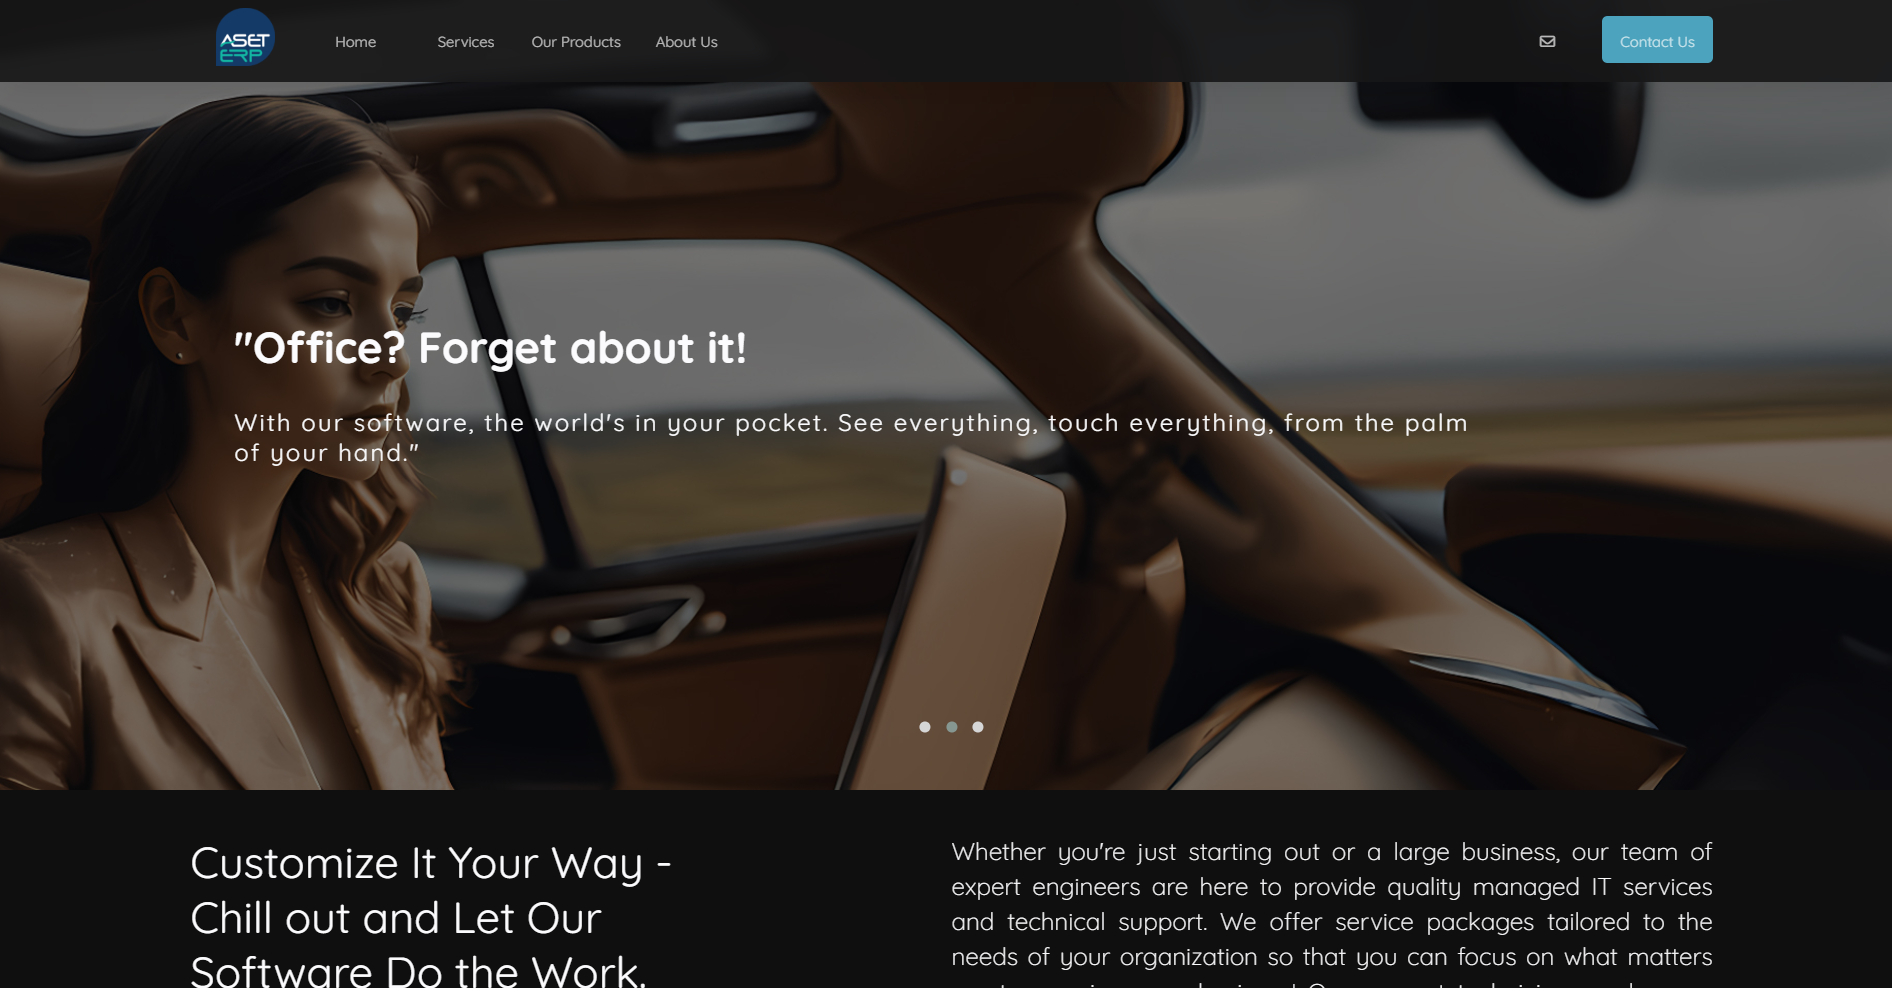 ASET
ERP
Home
Services
Our Products
About Us
Contact Us
"Office? Forget about it!
With our software, the world's in your pocket. See everything, touch everything, from the palm
of your hand."
Customize It Your Way -
Chill out and Let Our
Software Do the Work.
Whether you're just starting out or a large business, our team of
expert engineers are here to provide quality managed IT services
and technical support. We offer service packages tailored to the
needs of your organization so that you can focus on what matters